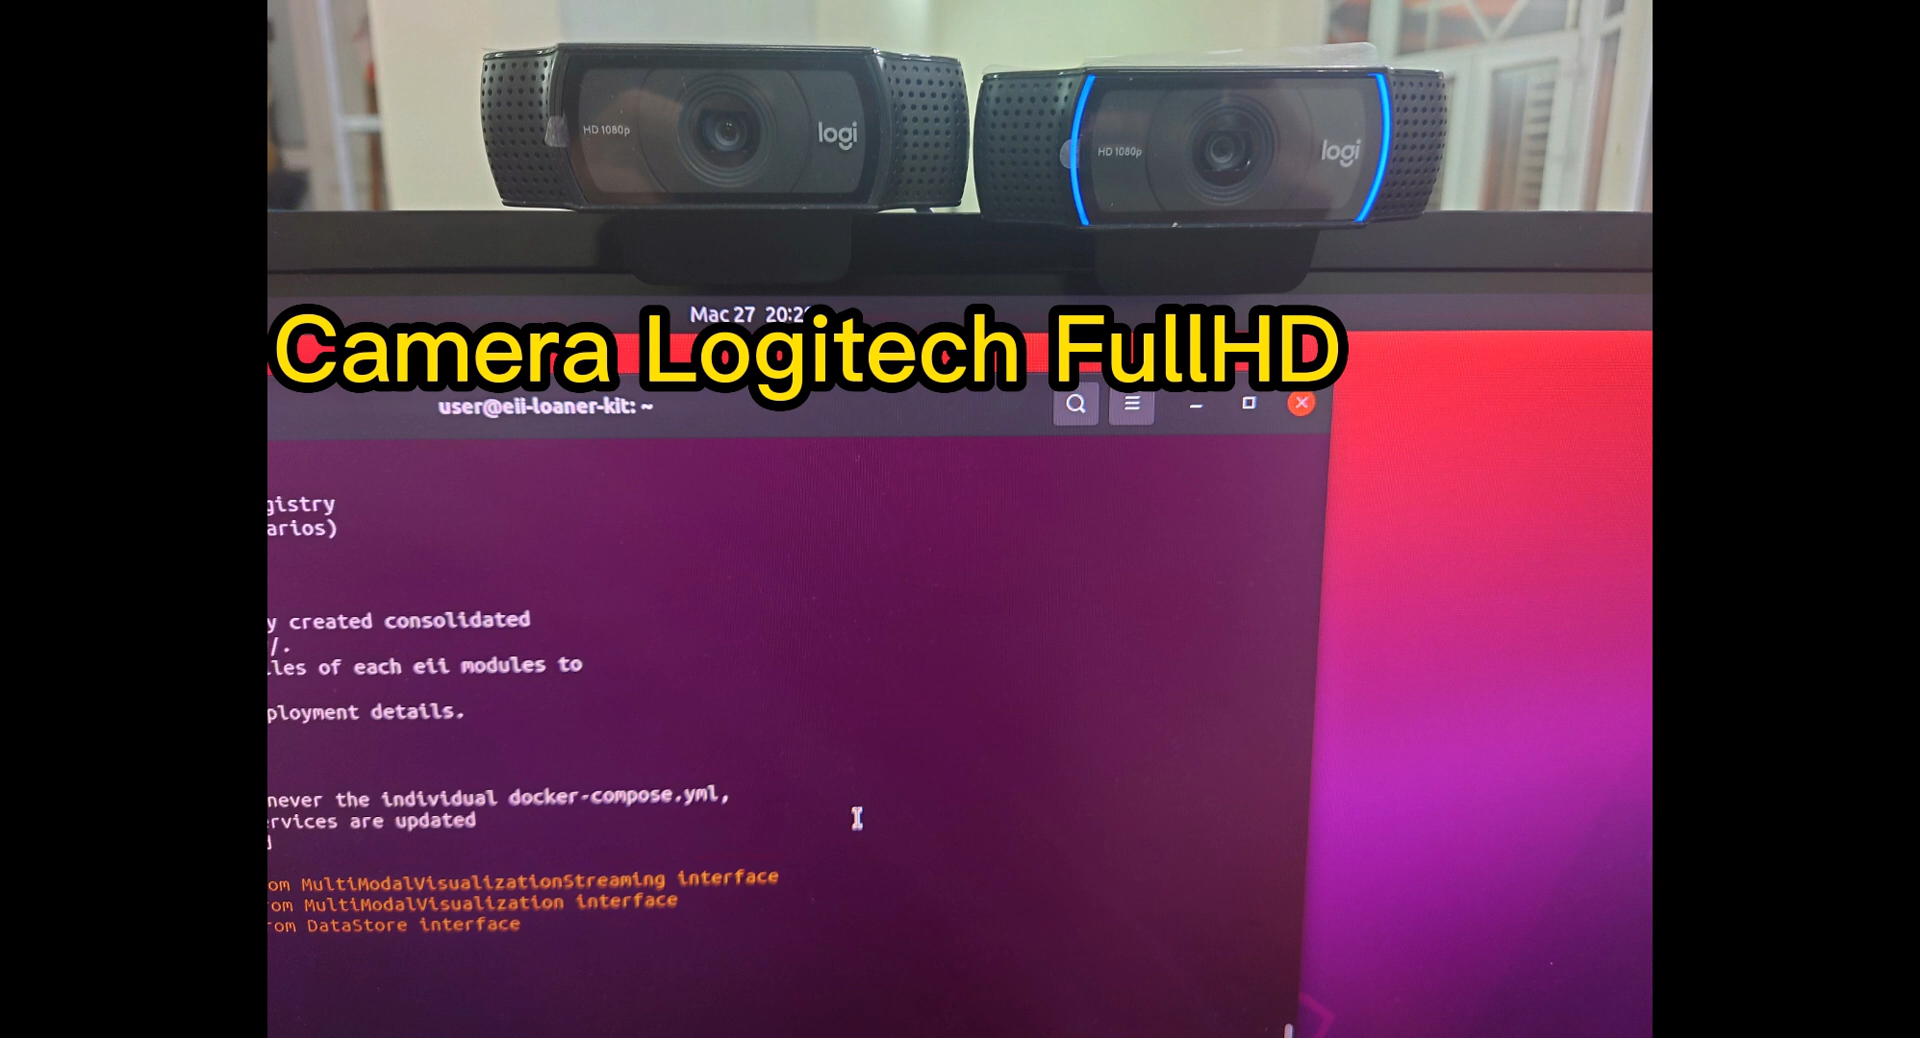 HD 1080p logi
HD 1080p logi
Mac 27 20:2
Camera Logitech FullHD
user@eii-loaner-kit: ~
gistry
arios)
y created consolidated
/.
les of each eii modules to
ployment details.
never the individual docker-compose.yml,
rvices are updated
om MultiModalVisualizationStreaming interface
om MultiModalVisualization interface
om DataStore interface